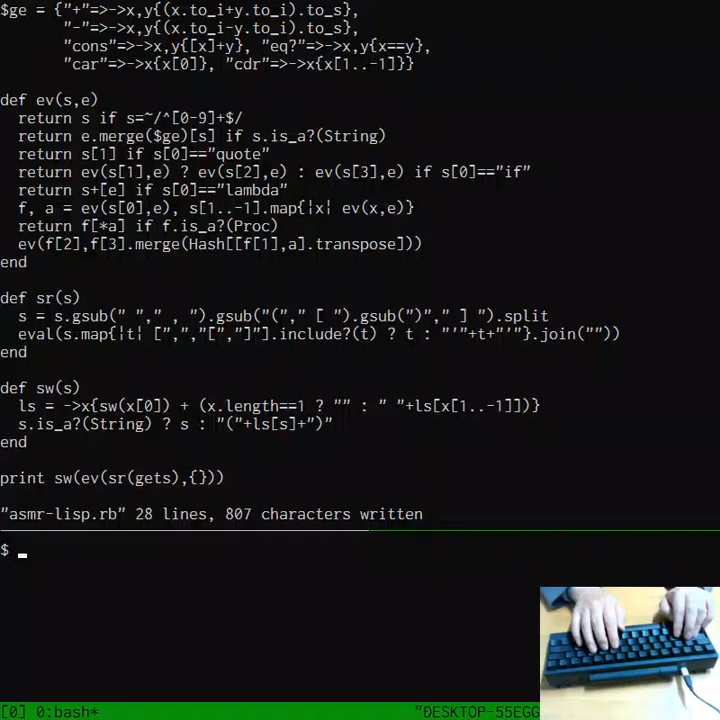 $ge = {"+"=>->x,y{(x.to_i+y.to_i).to_s},
       "-"=>->x,y{(x.to_i-y.to_i).to_s},
       "cons"=>->x,y{[x]+y}, "eq?"=>->x,y{x==y},
       "car"=>->x{x[0]}, "cdr"=>->x{x[1..-1]}}
def ev(s,e)
  return s if s=~/^[0-9]+$/
  return e.merge($ge)[s] if s.is_a?(String)
  return s[1] if s[0]=="quote"
  return ev(s[1],e) ? ev(s[2],e) : ev(s[3],e) if s[0]=="if"
  return s+[e] if s[0]=="lambda"
  f, a = ev(s[0],e), s[1..-1].map{|x| ev(x,e)}
  return f[*a] if f.is_a?(Proc)
  ev(f[2],f[3].merge(Hash[[f[1],a].transpose]))
end
def sr(s)
  s = s.gsub(" "," , ").gsub("("," [ ").gsub(")"," ] ").split
  eval(s.map{|t| [",","[","]"].include?(t) ? t : "'"+t+"'"}.join(""))
end
def sw(s)
  ls = ->x{sw(x[0]) + (x.length==1 ? "" : " "+ls[x[1..-1]])}
  s.is_a?(String) ? s : "("+ls[s]+")"
end
print sw(ev(sr(gets),{}))
"asmr-lisp.rb" 28 lines, 807 characters written
$ _
[0] 0:bash* "DESKTOP-55EGG